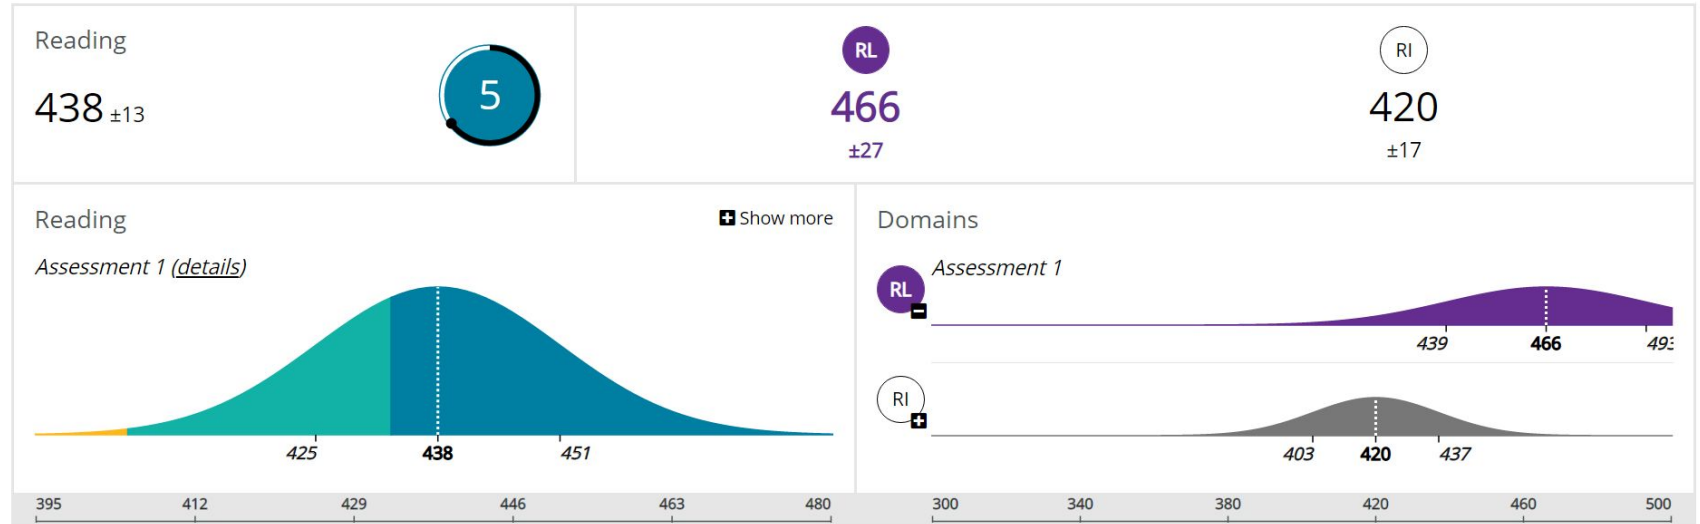 Reading
438 ±13
5
RL
466
±27
RI
420
±17
Reading
Show more
Assessment 1 (details)
425 438 451
395 412 429 446 463 480
Domains
Assessment 1
RL
439 466 493
RI
403 420 437
300 340 380 420 460 500